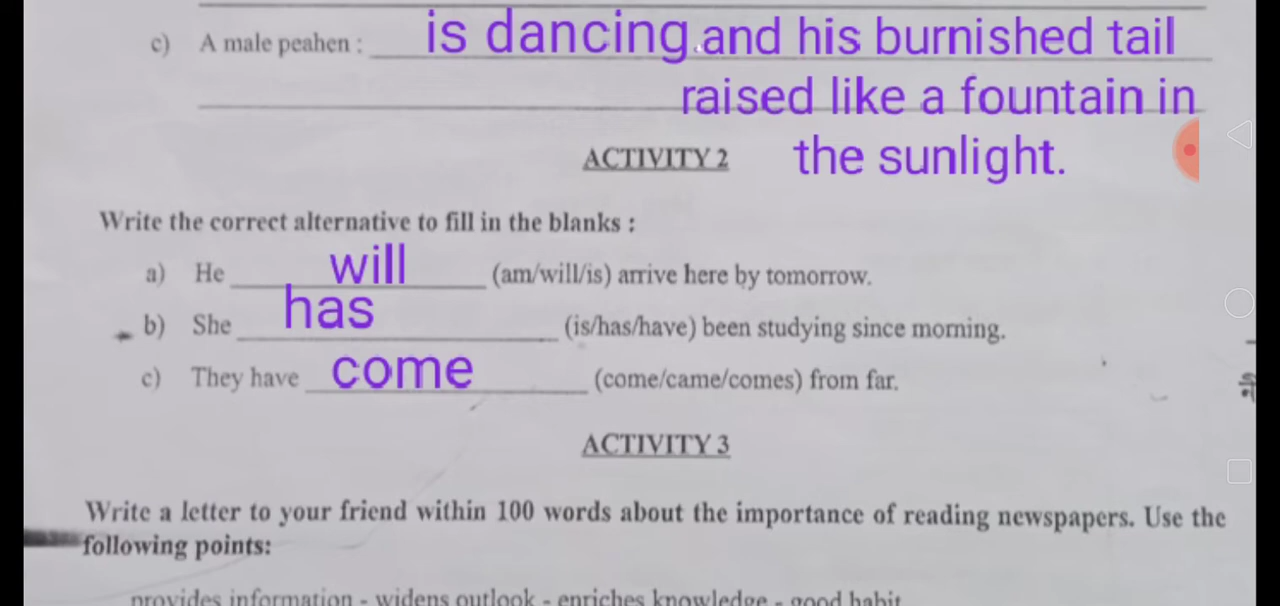 c) A male peahen : is dancing and his burnished tail
raised like a fountain in
ACTIVITY 2 the sunlight.
Write the correct alternative to fill in the blanks :
a) He will (am/will/is) arrive here by tomorrow.
b) She has (is/has/have) been studying since morning.
c) They have come (come/came/comes) from far.
ACTIVITY 3
Write a letter to your friend within 100 words about the importance of reading newspapers. Use the
following points:
provides information - widens outlook - enriches knowledge - good habit